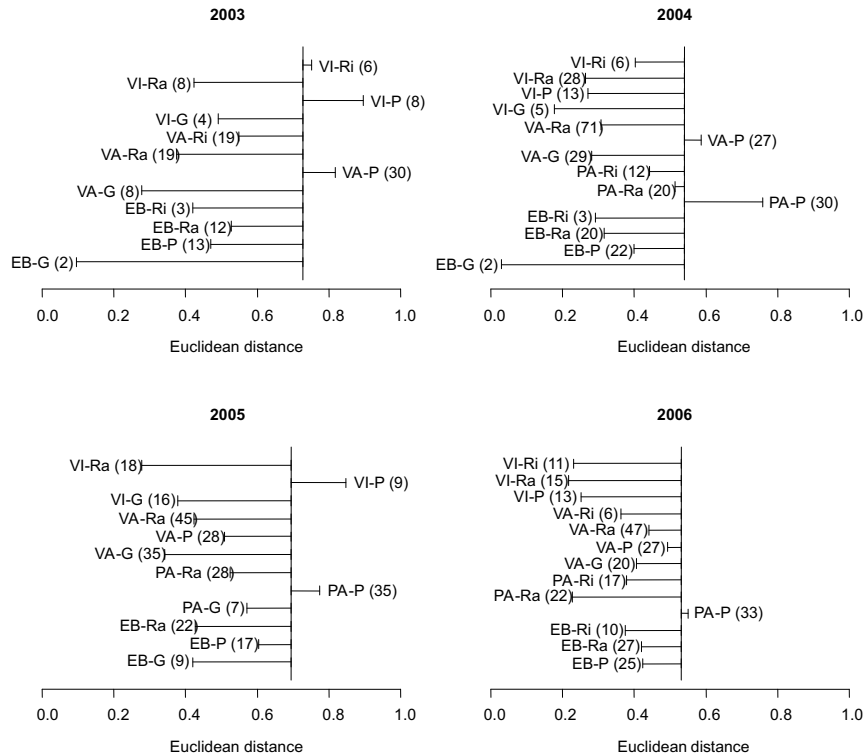 2003
VI-Ri (6)
VI-Ra (8)
VI-P (8)
VI-G (4)
VA-Ri (19)
VA-Ra (19)
VA-P (30)
VA-G (8)
EB-Ri (3)
EB-Ra (12)
EB-P (13)
EB-G (2)
0.0 0.2 0.4 0.6 0.8 1.0
Euclidean distance
2004
VI-Ri (6)
VI-Ra (28)
VI-P (13)
VI-G (5)
VA-Ra (71)
VA-P (27)
VA-G (29)
PA-Ri (12)
PA-Ra (20)
PA-P (30)
EB-Ri (3)
EB-Ra (20)
EB-P (22)
EB-G (2)
0.0 0.2 0.4 0.6 0.8 1.0
Euclidean distance
2005
VI-Ra (18)
VI-P (9)
VI-G (16)
VA-Ra (45)
VA-P (28)
VA-G (35)
PA-Ra (28)
PA-P (35)
PA-G (7)
EB-Ra (22)
EB-P (17)
EB-G (9)
0.0 0.2 0.4 0.6 0.8 1.0
Euclidean distance
2006
VI-Ri (11)
VI-Ra (15)
VI-P (13)
VA-Ri (6)
VA-Ra (47)
VA-P (27)
VA-G (20)
PA-Ri (17)
PA-Ra (22)
PA-P (33)
EB-Ri (10)
EB-Ra (27)
EB-P (25)
0.0 0.2 0.4 0.6 0.8 1.0
Euclidean distance